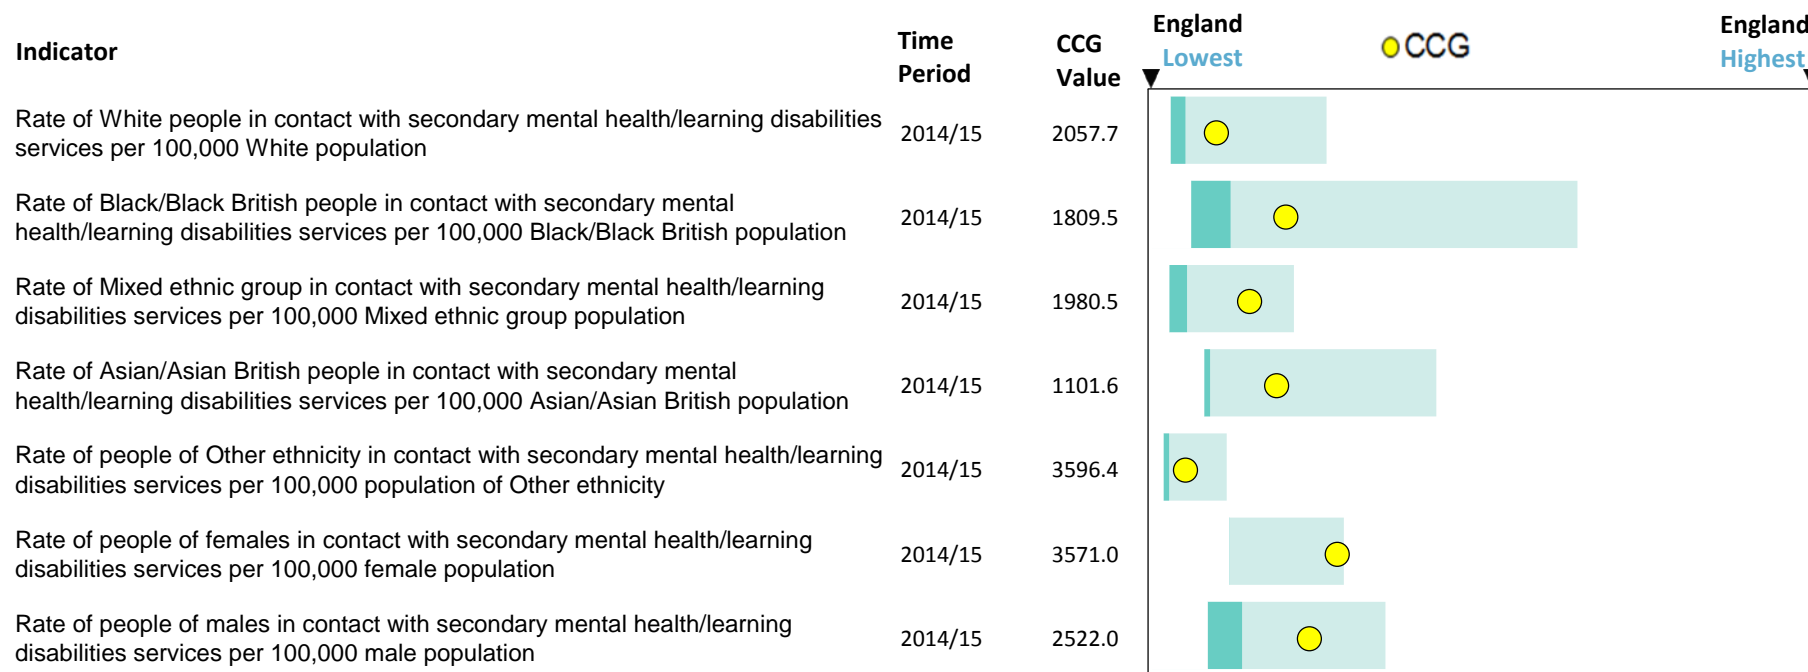 Indicator
Time Period
CCG Value
England Lowest
CCG
England Highest
Rate of White people in contact with secondary mental health/learning disabilities
services per 100,000 White population
2014/15
2057.7
Rate of Black/Black British people in contact with secondary mental
health/learning disabilities services per 100,000 Black/Black British population
2014/15
1809.5
Rate of Mixed ethnic group in contact with secondary mental health/learning
disabilities services per 100,000 Mixed ethnic group population
2014/15
1980.5
Rate of Asian/Asian British people in contact with secondary mental
health/learning disabilities services per 100,000 Asian/Asian British population
2014/15
1101.6
Rate of people of Other ethnicity in contact with secondary mental health/learning
disabilities services per 100,000 population of Other ethnicity
2014/15
3596.4
Rate of people of females in contact with secondary mental health/learning
disabilities services per 100,000 female population
2014/15
3571.0
Rate of people of males in contact with secondary mental health/learning
disabilities services per 100,000 male population
2014/15
2522.0